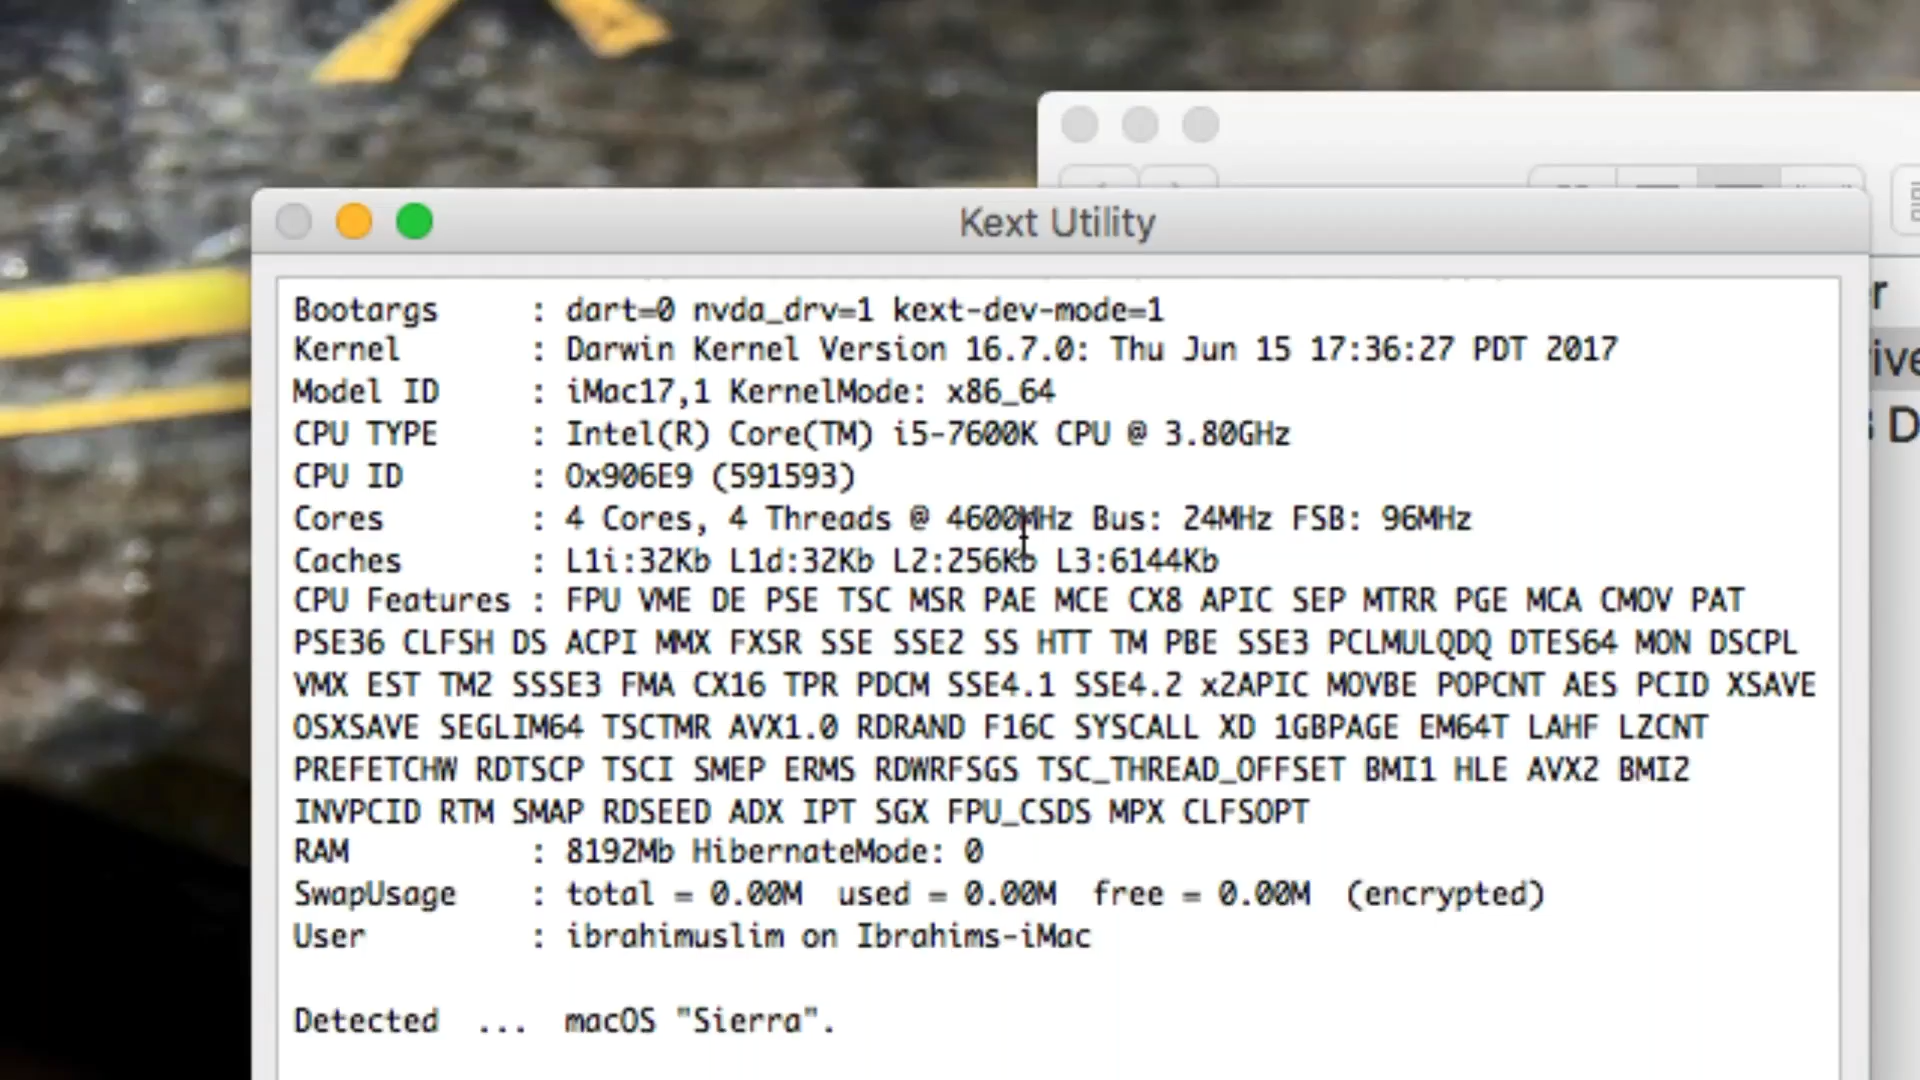 Kext Utility
Bootargs : dart=0 nvda_drv=1 kext-dev-mode=1
Kernel : Darwin Kernel Version 16.7.0: Thu Jun 15 17:36:27 PDT 2017
Model ID : iMac17,1 KernelMode: x86_64
CPU TYPE : Intel(R) Core(TM) i5-7600K CPU @ 3.80GHz
CPU ID : 0x906E9 (591593)
Cores : 4 Cores, 4 Threads @ 4600MHz Bus: 24MHz FSB: 96MHz
Caches : L1i:32Kb L1d:32Kb L2:256Kb L3:6144Kb
CPU Features : FPU VME DE PSE TSC MSR PAE MCE CX8 APIC SEP MTRR PGE MCA CMOV PAT
PSE36 CLFSH DS ACPI MMX FXSR SSE SSE2 SS HTT TM PBE SSE3 PCLMULQDQ DTES64 MON DSCPL
VMX EST TM2 SSSE3 FMA CX16 TPR PDCM SSE4.1 SSE4.2 x2APIC MOVBE POPCNT AES PCID XSAVE
OSXSAVE SEGLIM64 TSCTMR AVX1.0 RDRAND F16C SYSCALL XD 1GBPAGE EM64T LAHF LZCNT
PREFETCHW RDTSCP TSCI SMEP ERMS RDWRFSGS TSC_THREAD_OFFSET BMI1 HLE AVX2 BMI2
INVPCID RTM SMAP RDSEED ADX IPT SGX FPU_CSDS MPX CLFSOPT
RAM : 8192Mb HibernateMode: 0
SwapUsage : total = 0.00M used = 0.00M free = 0.00M (encrypted)
User : ibrahimuslim on Ibrahims-iMac
Detected ... macOS "Sierra".